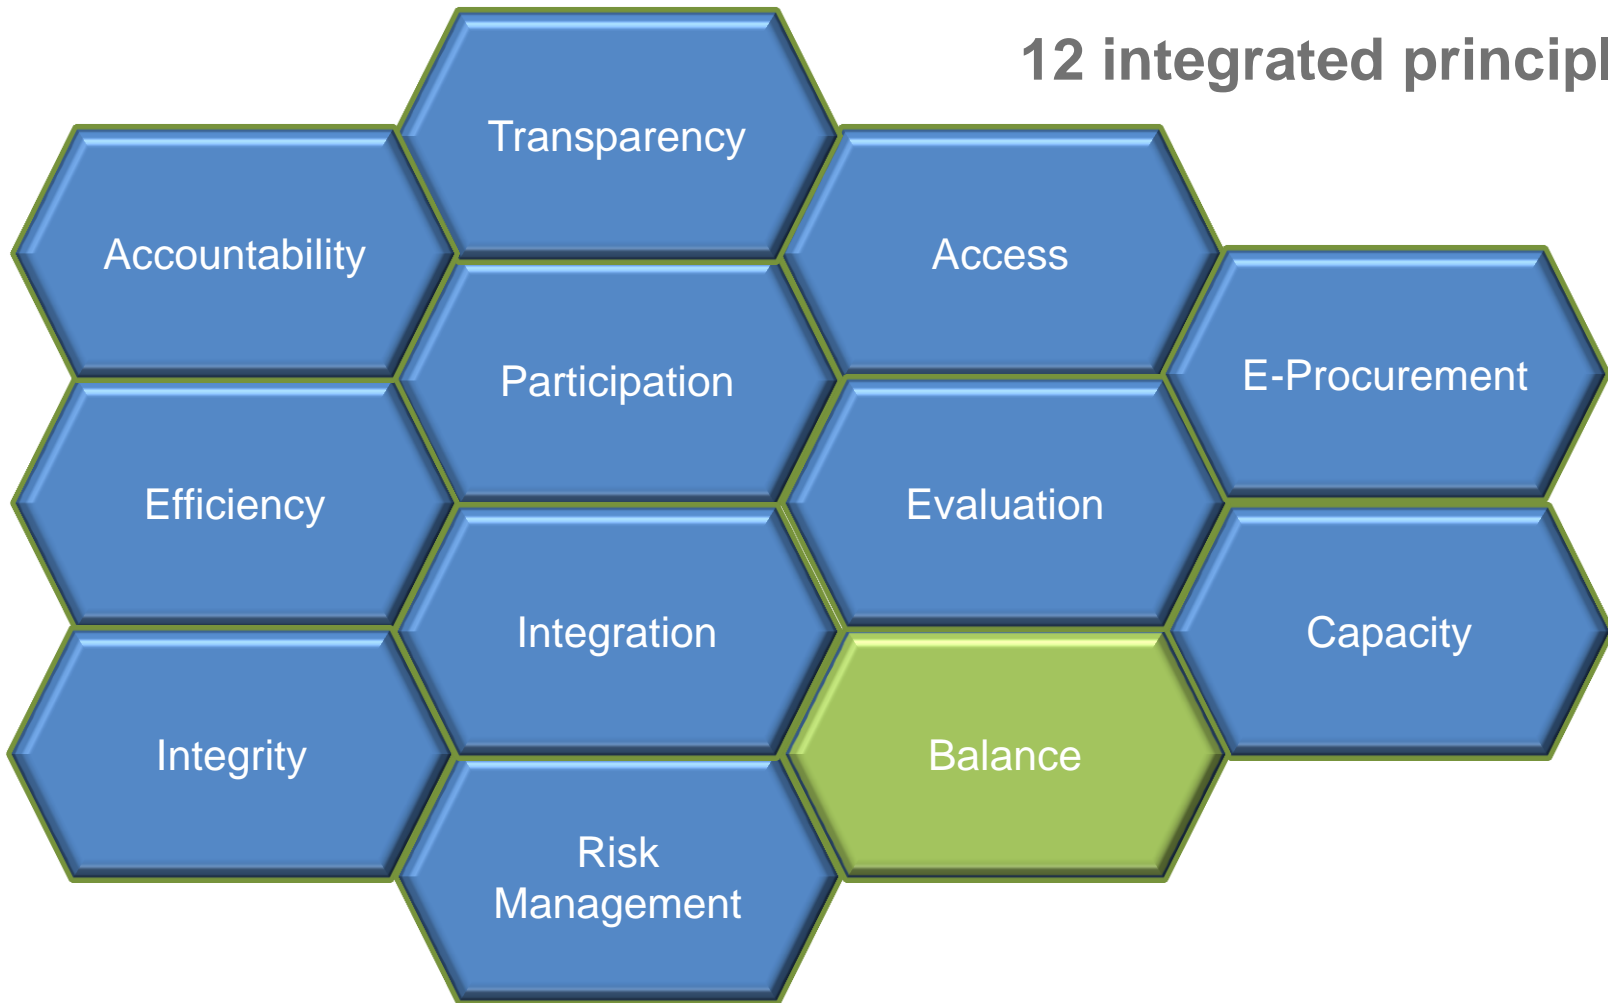 12 integrated principl
Transparency
Accountability
Access
Participation
E-Procurement
Efficiency
Evaluation
Integration
Capacity
Integrity
Balance
Risk
Management